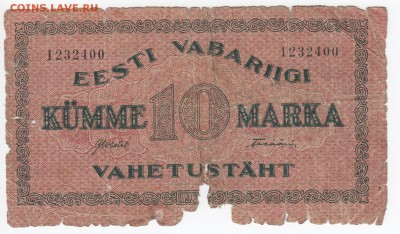 COINS.LAVE.RU
EESTI VABARIIGI
1232400 1232400
KÜMME 10 MARKA
VAHETUSTÄHT